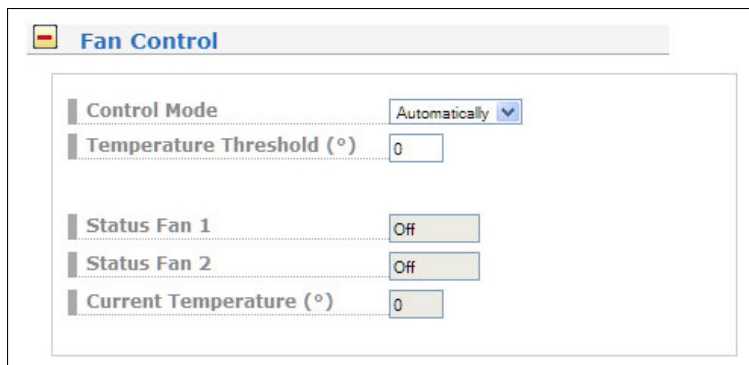 Fan Control
Control Mode Automatically
Temperature Threshold (°) 0
Status Fan 1 Off
Status Fan 2 Off
Current Temperature (°) 0